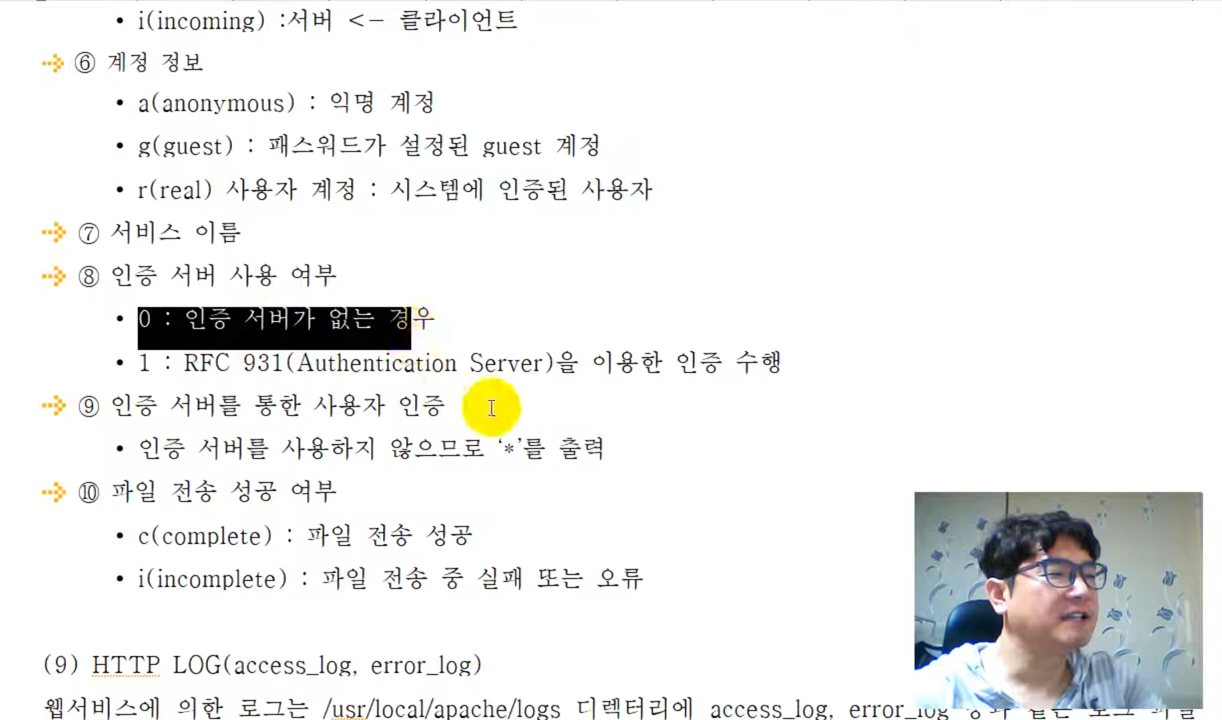 • i(incoming) :서버 <- 클라이언트
⑥ 계정 정보
• a(anonymous) : 익명 계정
• g(guest) : 패스워드가 설정된 guest 계정
• r(real) 사용자 계정 : 시스템에 인증된 사용자
⑦ 서비스 이름
⑧ 인증 서버 사용 여부
• 0 : 인증 서버가 없는 경우
• 1 : RFC 931(Authentication Server)을 이용한 인증 수행
⑨ 인증 서버를 통한 사용자 인증
• 인증 서버를 사용하지 않으므로 ‘*’를 출력
⑩ 파일 전송 성공 여부
• c(complete) : 파일 전송 성공
• i(incomplete) : 파일 전송 중 실패 또는 오류
(9) HTTP LOG(access_log, error_log)
웹서비스에 의한 로그는 /usr/local/apache/logs 디렉터리에 access_log, error_log